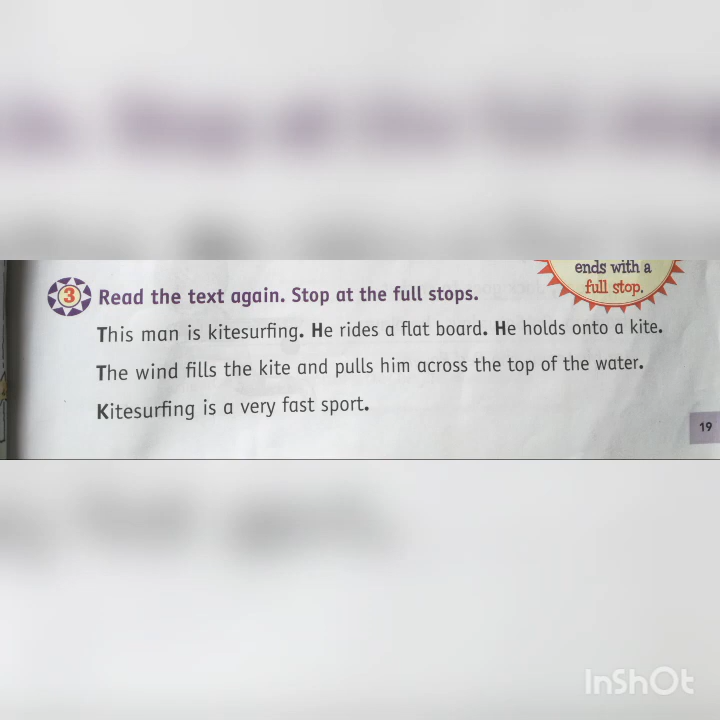 ends with a
full stop.
3 Read the text again. Stop at the full stops.
This man is kitesurfing. He rides a flat board. He holds onto a kite.
The wind fills the kite and pulls him across the top of the water.
Kitesurfing is a very fast sport.
19
InShOt